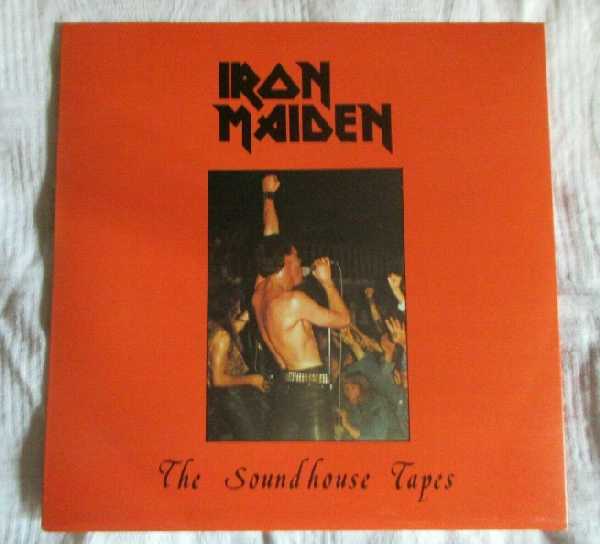 IRON
MAIDEN
The Soundhouse Tapes